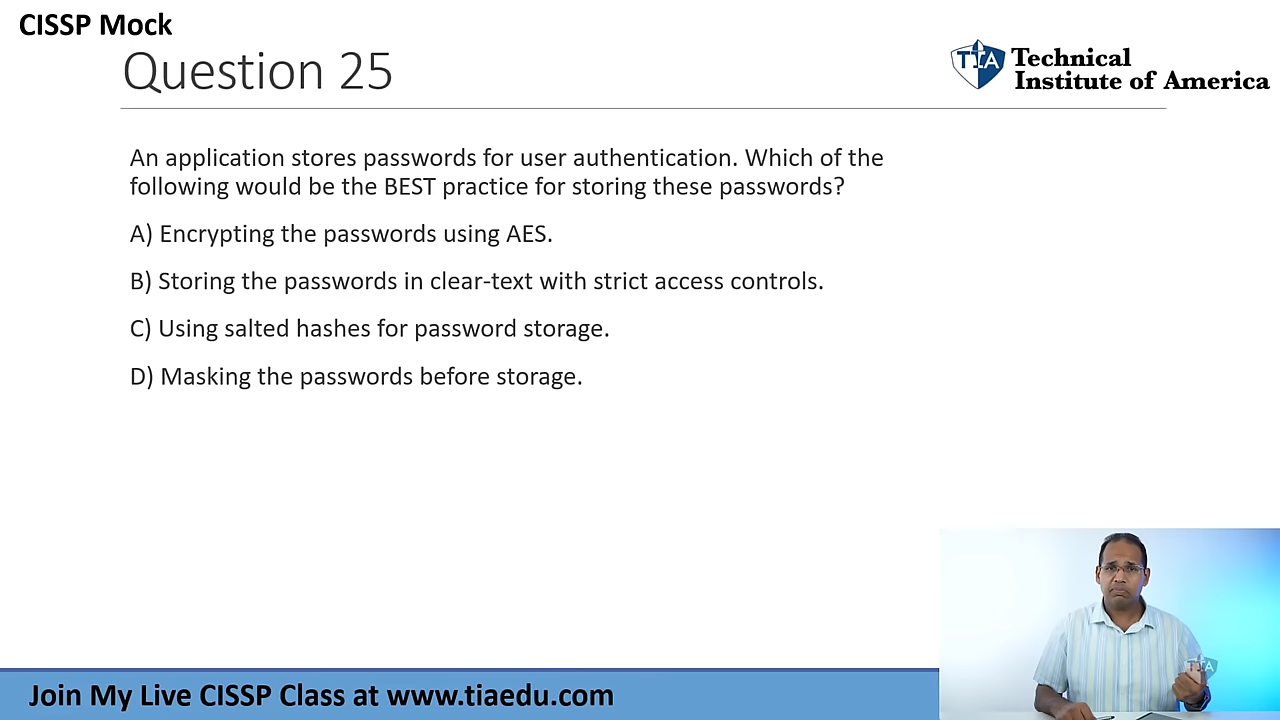 CISSP Mock
Question 25
TIA Technical
Institute of America
An application stores passwords for user authentication. Which of the
following would be the BEST practice for storing these passwords?
A) Encrypting the passwords using AES.
B) Storing the passwords in clear-text with strict access controls.
C) Using salted hashes for password storage.
D) Masking the passwords before storage.
TIA
Join My Live CISSP Class at www.tiaedu.com